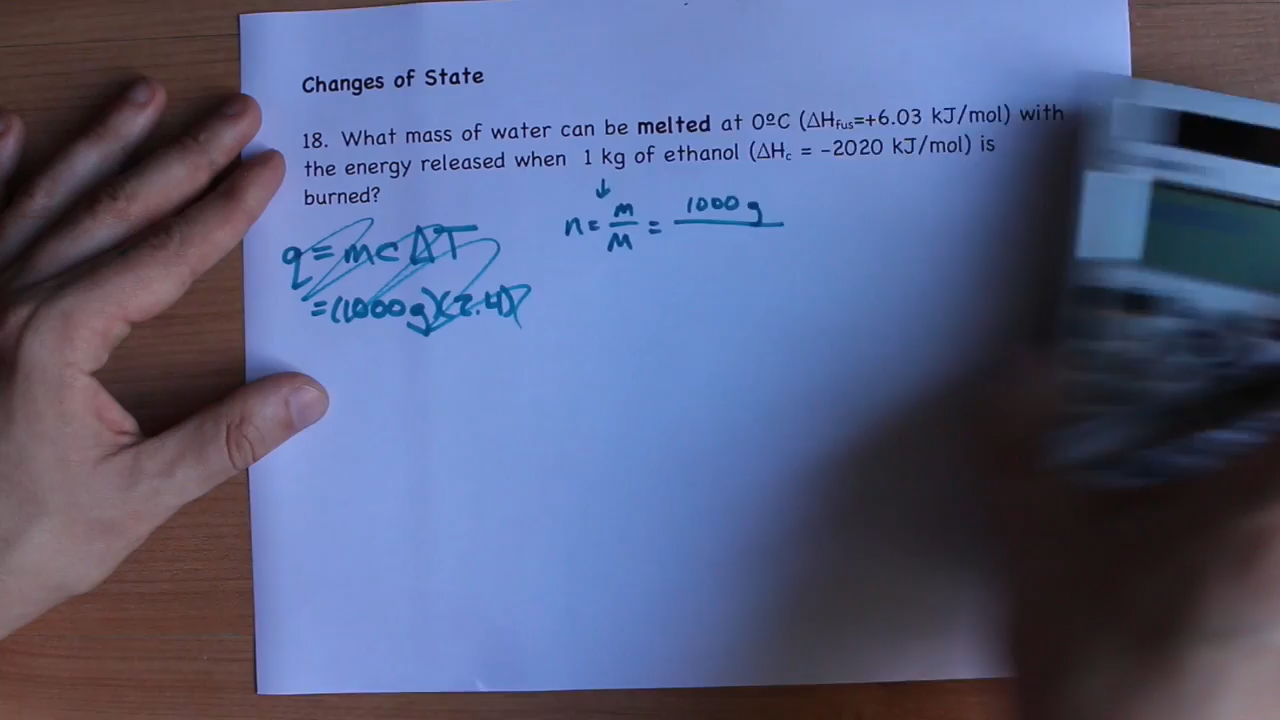 Changes of State
18. What mass of water can be melted at 0ºC (ΔHfus=+6.03 kJ/mol) with
the energy released when 1 kg of ethanol (ΔHc = -2020 kJ/mol) is
burned?
n = m/M = 1000 g
q = mcΔT
= (1000g)(2.4)